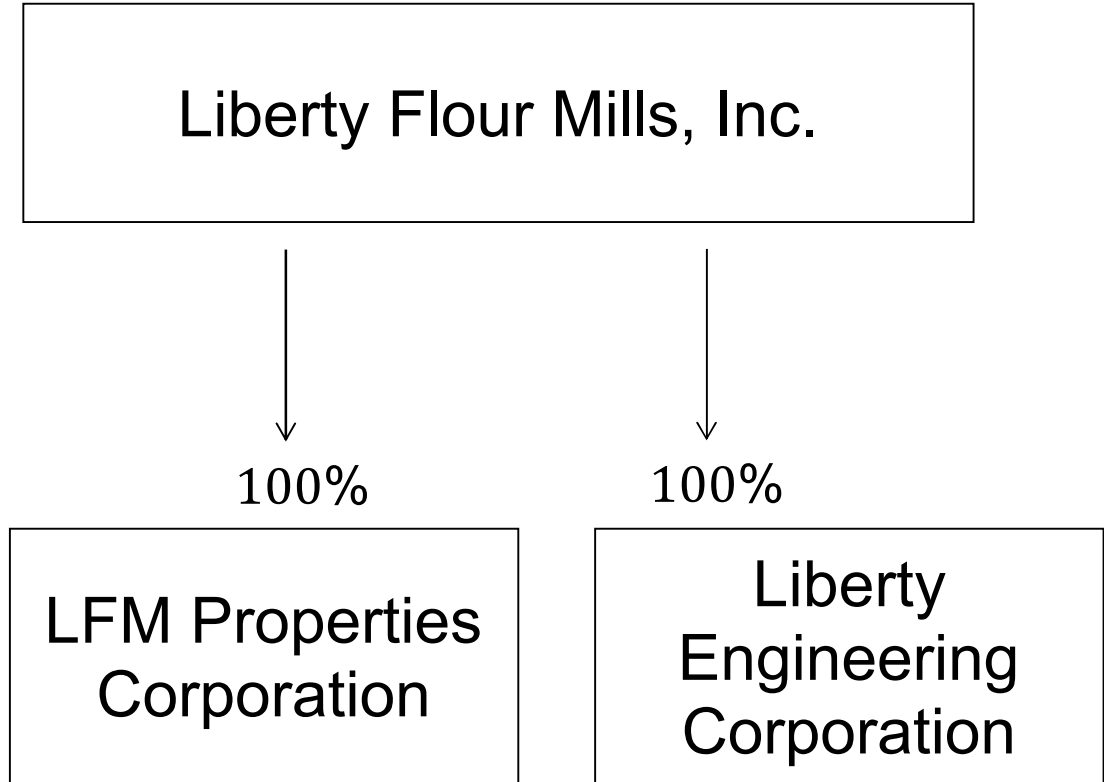 Liberty Flour Mills, Inc.
100%
100%
LFM Properties
Corporation
Liberty
Engineering
Corporation